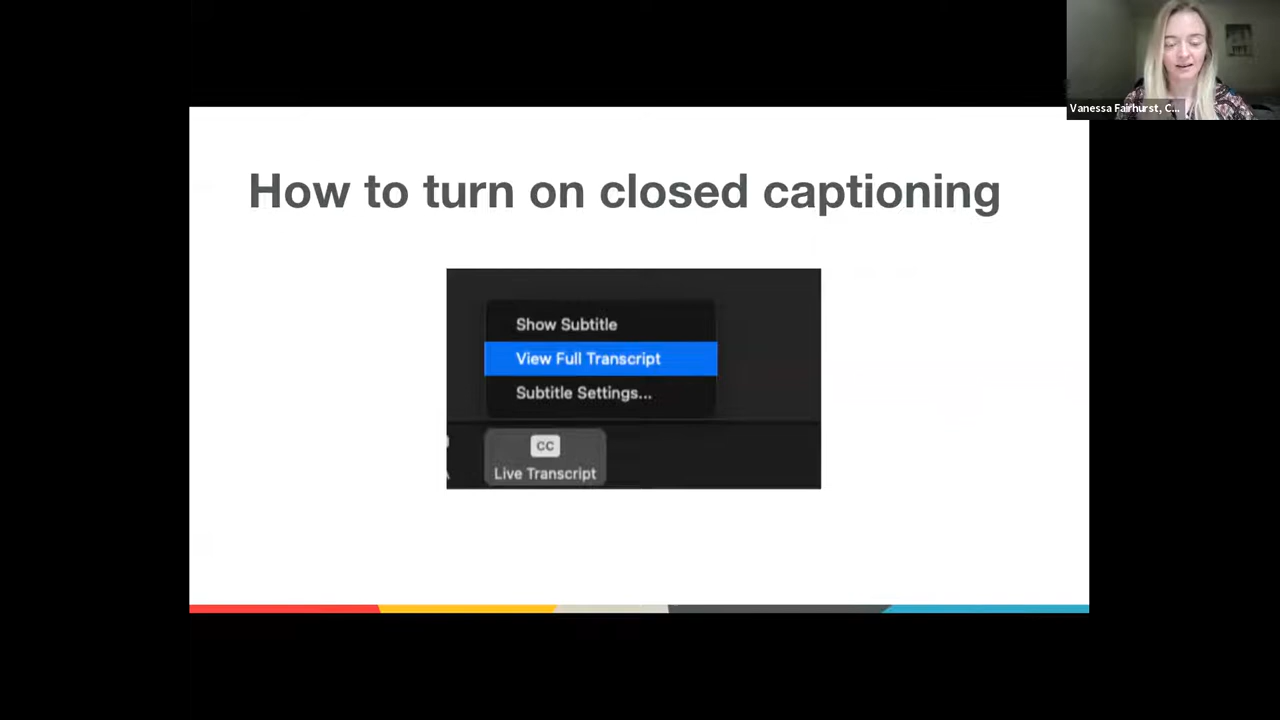 Vanessa Fairhurst, C...
How to turn on closed captioning
Show Subtitle
View Full Transcript
Subtitle Settings...
CC
Live Transcript